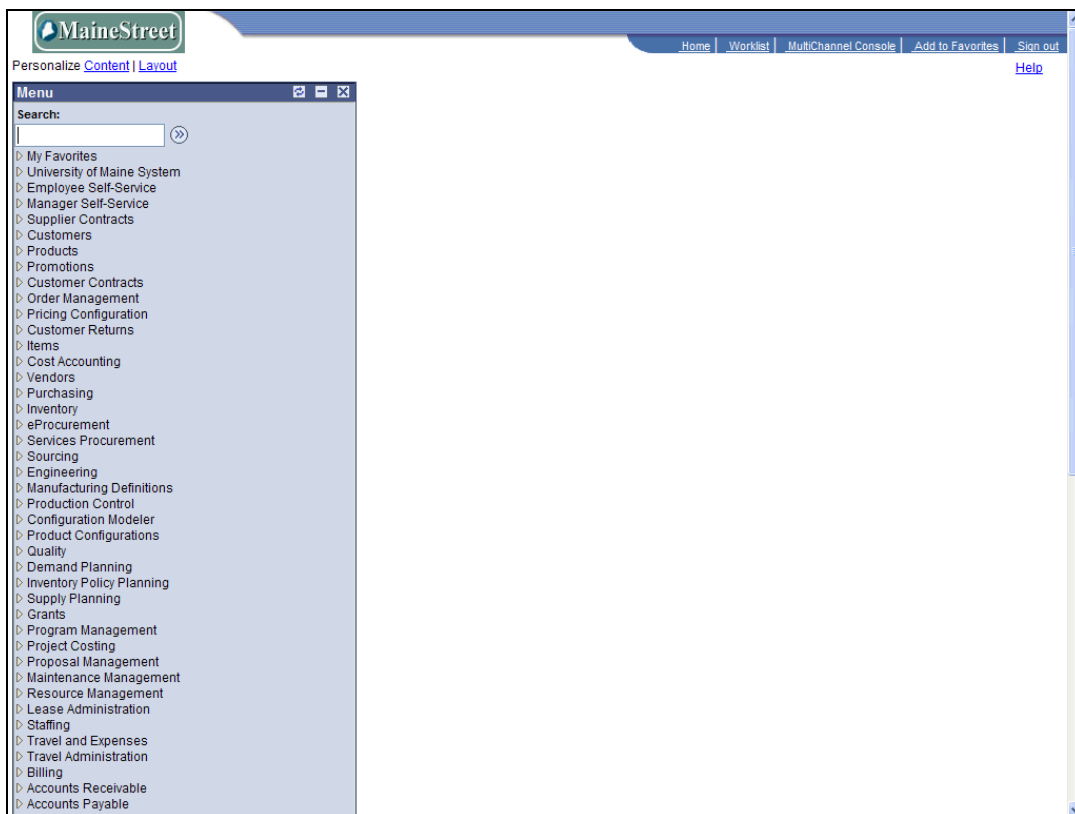 MaineStreet
Home Worklist MultiChannel Console Add to Favorites Sign out
Personalize Content | Layout
Help
Menu
Search:
My Favorites
University of Maine System
Employee Self-Service
Manager Self-Service
Supplier Contracts
Customers
Products
Promotions
Customer Contracts
Order Management
Pricing Configuration
Customer Returns
Items
Cost Accounting
Vendors
Purchasing
Inventory
eProcurement
Services Procurement
Sourcing
Engineering
Manufacturing Definitions
Production Control
Configuration Modeler
Product Configurations
Quality
Demand Planning
Inventory Policy Planning
Supply Planning
Grants
Program Management
Project Costing
Proposal Management
Maintenance Management
Resource Management
Lease Administration
Staffing
Travel and Expenses
Travel Administration
Billing
Accounts Receivable
Accounts Payable